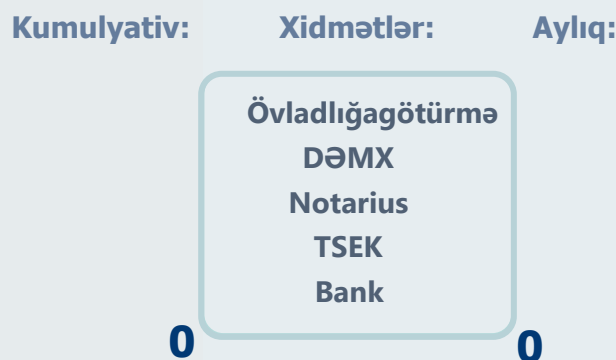 Kumulyativ: Xidmətlər: Aylıq:
Övladlığagötürmə
DƏMX
Notarius
TSEK
Bank
0 0